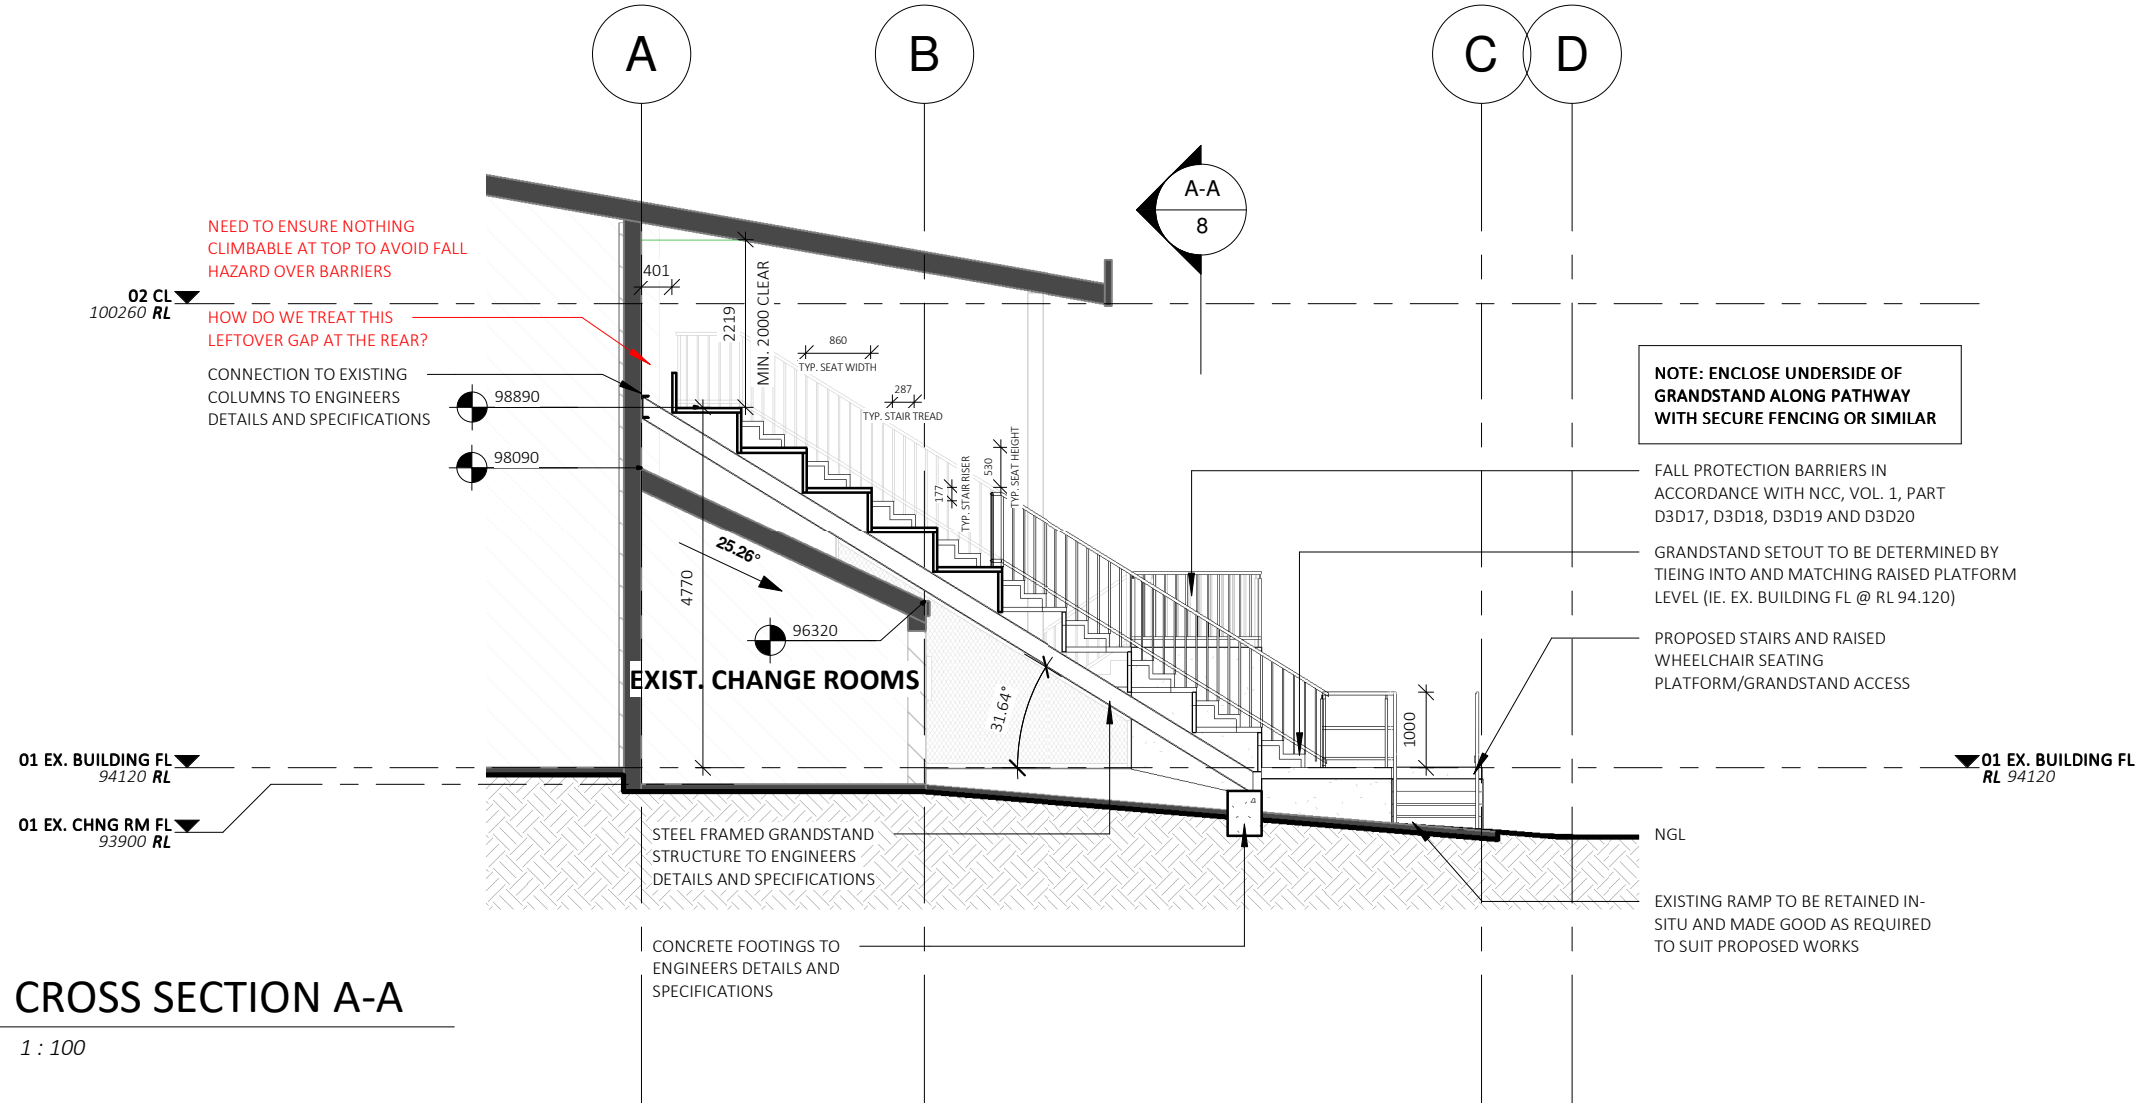 A
B
C
D
A-A
8
NEED TO ENSURE NOTHING
CLIMBABLE AT TOP TO AVOID FALL
HAZARD OVER BARRIERS
02 CL
100260 RL
HOW DO WE TREAT THIS
LEFTOVER GAP AT THE REAR?
CONNECTION TO EXISTING
COLUMNS TO ENGINEERS
DETAILS AND SPECIFICATIONS
401
2219
MIN. 2000 CLEAR
860
TYP. SEAT WIDTH
287
TYP. STAIR TREAD
177
TYP. STAIR RISER
530
TYP. SEAT HEIGHT
98890
98090
25.26°
4770
96320
EXIST. CHANGE ROOMS
31.64°
1000
NOTE: ENCLOSE UNDERSIDE OF
GRANDSTAND ALONG PATHWAY
WITH SECURE FENCING OR SIMILAR
FALL PROTECTION BARRIERS IN
ACCORDANCE WITH NCC, VOL. 1, PART
D3D17, D3D18, D3D19 AND D3D20
GRANDSTAND SETOUT TO BE DETERMINED BY
TIEING INTO AND MATCHING RAISED PLATFORM
LEVEL (IE. EX. BUILDING FL @ RL 94.120)
PROPOSED STAIRS AND RAISED
WHEELCHAIR SEATING
PLATFORM/GRANDSTAND ACCESS
01 EX. BUILDING FL
94120 RL
01 EX. BUILDING FL
RL 94120
01 EX. CHNG RM FL
93900 RL
STEEL FRAMED GRANDSTAND
STRUCTURE TO ENGINEERS
DETAILS AND SPECIFICATIONS
NGL
EXISTING RAMP TO BE RETAINED IN-
SITU AND MADE GOOD AS REQUIRED
TO SUIT PROPOSED WORKS
CONCRETE FOOTINGS TO
ENGINEERS DETAILS AND
SPECIFICATIONS
CROSS SECTION A-A
1 : 100